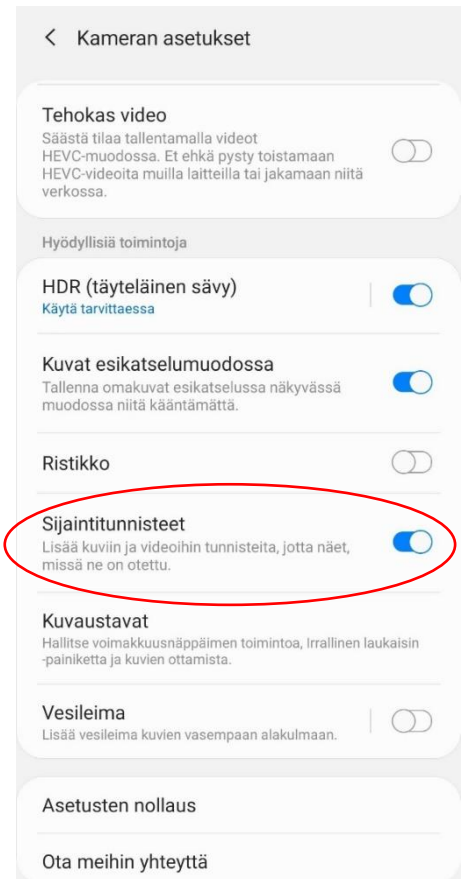 Kameran asetukset
Tehokas video
Säästä tilaa tallentamalla videot
HEVC-muodossa. Et ehkä pysty toistamaan
HEVC-videoita muilla laitteilla tai jakamaan niitä
verkossa.
Hyödyllisiä toimintoja
HDR (täyteläinen sävy)
Käytä tarvittaessa
Kuvat esikatselumuodossa
Tallenna omakuvat esikatselussa näkyvässä
muodossa niitä kääntämättä.
Ristikko
Sijaintitunnisteet
Lisää kuviin ja videoihin tunnisteita, jotta näet,
missä ne on otettu.
Kuvaustavat
Hallitse voimakkuusnäppäimen toimintoa, Irrallinen laukaisin
-painiketta ja kuvien ottamista.
Vesileima
Lisää vesileima kuvien vasempaan alakulmaan.
Asetusten nollaus
Ota meihin yhteyttä